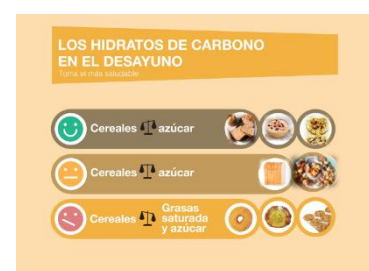 LOS HIDRATOS DE CARBONO
EN EL DESAYUNO
Toma el más saludable
Cereales azúcar
Cereales azúcar
Cereales Grasas
saturada
y azúcar